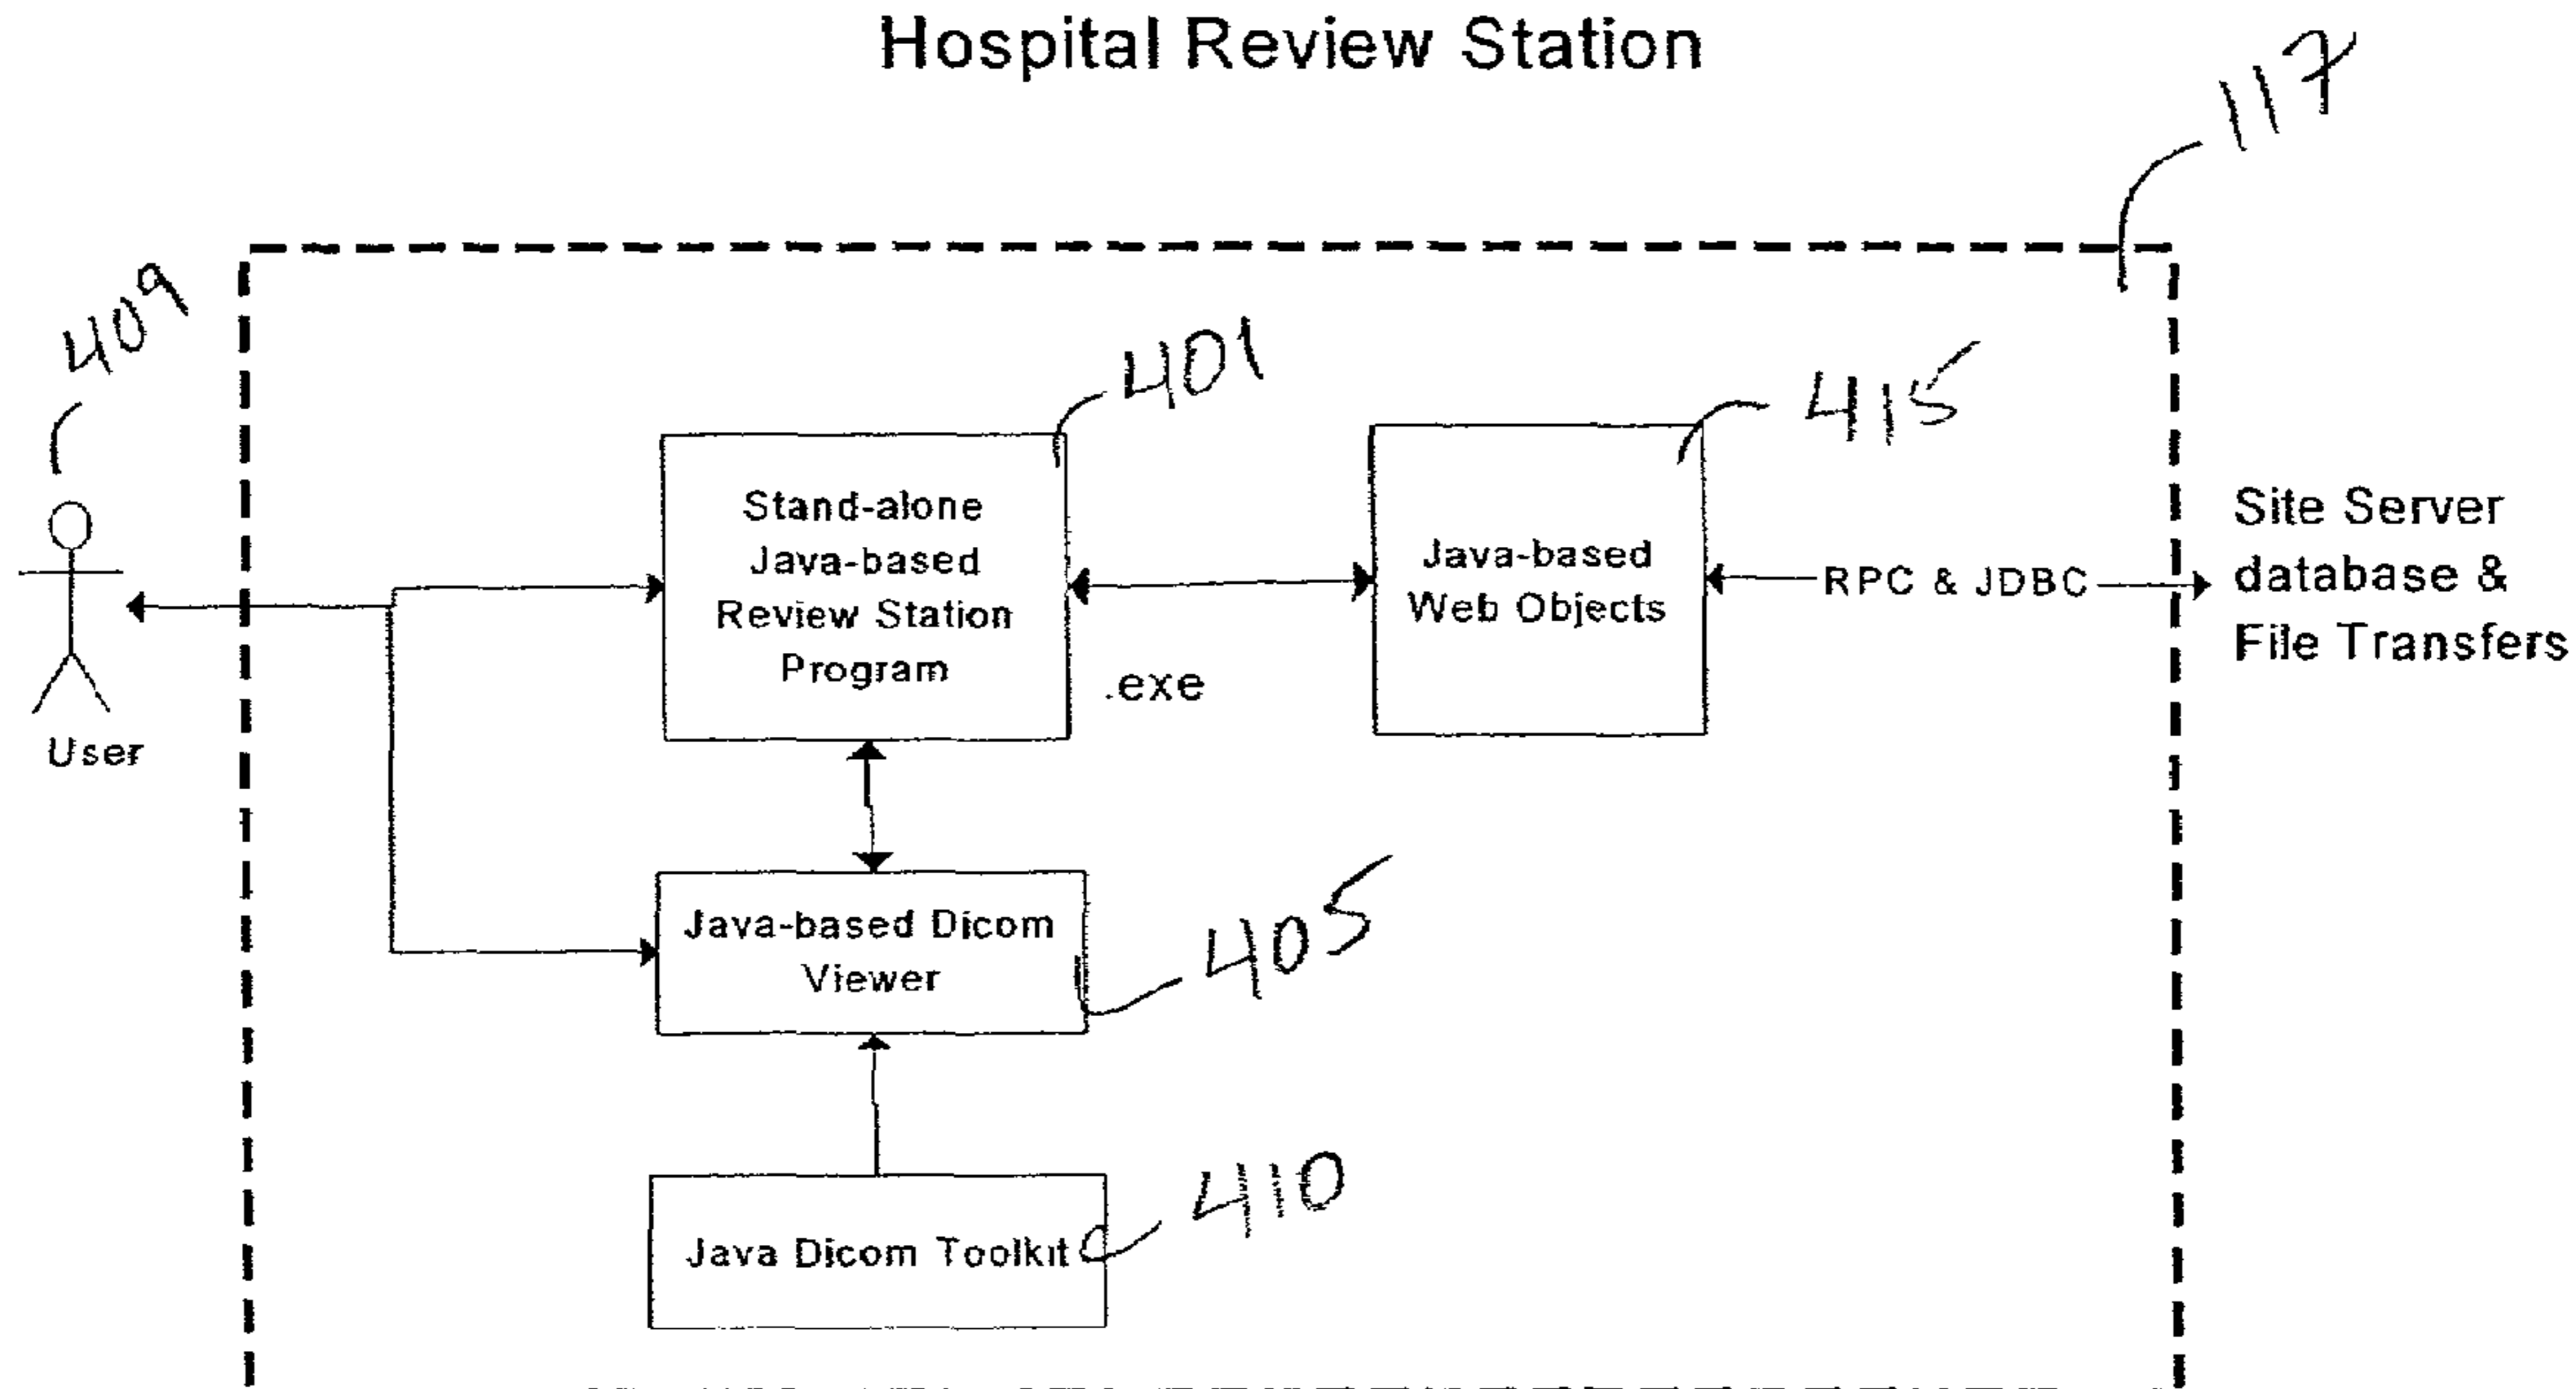 Hospital Review Station
117
409
401
415
Stand-alone
Java-based
Review Station
Program
.exe
Java-based
Web Objects
RPC & JDBC
Site Server
database &
File Transfers
User
Java-based Dicom
Viewer
405
Java Dicom Toolkit
410